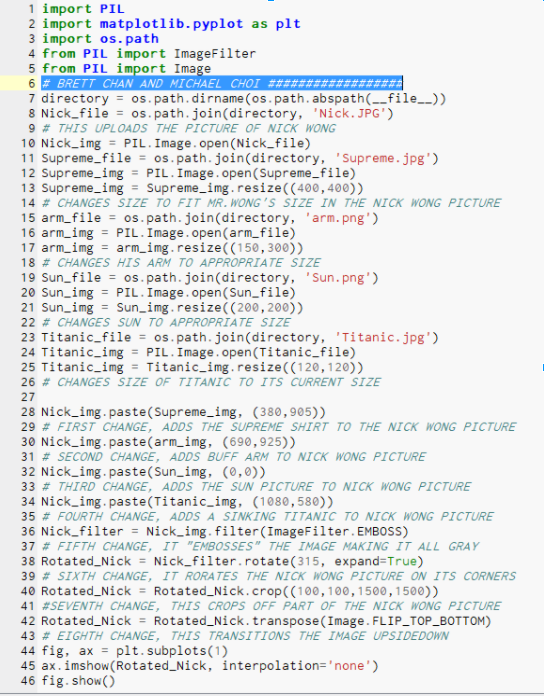 1 import PIL
2 import matplotlib.pyplot as plt
3 import os.path
4 from PIL import ImageFilter
5 from PIL import Image
6 # BRETT CHAN AND MICHAEL CHOI ##################
7 directory = os.path.dirname(os.path.abspath(__file__))
8 Nick_file = os.path.join(directory, 'Nick.JPG')
9 # THIS UPLOADS THE PICTURE OF NICK WONG
10 Nick_img = PIL.Image.open(Nick_file)
11 Supreme_file = os.path.join(directory, 'Supreme.jpg')
12 Supreme_img = PIL.Image.open(Supreme_file)
13 Supreme_img = Supreme_img.resize((400,400))
14 # CHANGES SIZE TO FIT MR.WONG'S SIZE IN THE NICK WONG PICTURE
15 arm_file = os.path.join(directory, 'arm.png')
16 arm_img = PIL.Image.open(arm_file)
17 arm_img = arm_img.resize((150,300))
18 # CHANGES HIS ARM TO APPROPRIATE SIZE
19 Sun_file = os.path.join(directory, 'Sun.png')
20 Sun_img = PIL.Image.open(Sun_file)
21 Sun_img = Sun_img.resize((200,200))
22 # CHANGES SUN TO APPROPRIATE SIZE
23 Titanic_file = os.path.join(directory, 'Titanic.jpg')
24 Titanic_img = PIL.Image.open(Titanic_file)
25 Titanic_img = Titanic_img.resize((120,120))
26 # CHANGES SIZE OF TITANIC TO ITS CURRENT SIZE
27
28 Nick_img.paste(Supreme_img, (380,905))
29 # FIRST CHANGE, ADDS THE SUPREME SHIRT TO THE NICK WONG PICTURE
30 Nick_img.paste(arm_img, (690,925))
31 # SECOND CHANGE, ADDS BUFF ARM TO NICK WONG PICTURE
32 Nick_img.paste(Sun_img, (0,0))
33 # THIRD CHANGE, ADDS THE SUN PICTURE TO NICK WONG PICTURE
34 Nick_img.paste(Titanic_img, (1080,580))
35 # FOURTH CHANGE, ADDS A SINKING TITANIC TO NICK WONG PICTURE
36 Nick_filter = Nick_img.filter(ImageFilter.EMBOSS)
37 # FIFTH CHANGE, IT "EMBOSSES" THE IMAGE MAKING IT ALL GRAY
38 Rotated_Nick = Nick_filter.rotate(315, expand=True)
39 # SIXTH CHANGE, IT RORATES THE NICK WONG PICTURE ON ITS CORNERS
40 Rotated_Nick = Rotated_Nick.crop((100,100,1500,1500))
41 #SEVENTH CHANGE, THIS CROPS OFF PART OF THE NICK WONG PICTURE
42 Rotated_Nick = Rotated_Nick.transpose(Image.FLIP_TOP_BOTTOM)
43 # EIGHTH CHANGE, THIS TRANSITIONS THE IMAGE UPSIDEDOWN
44 fig, ax = plt.subplots(1)
45 ax.imshow(Rotated_Nick, interpolation='none')
46 fig.show()